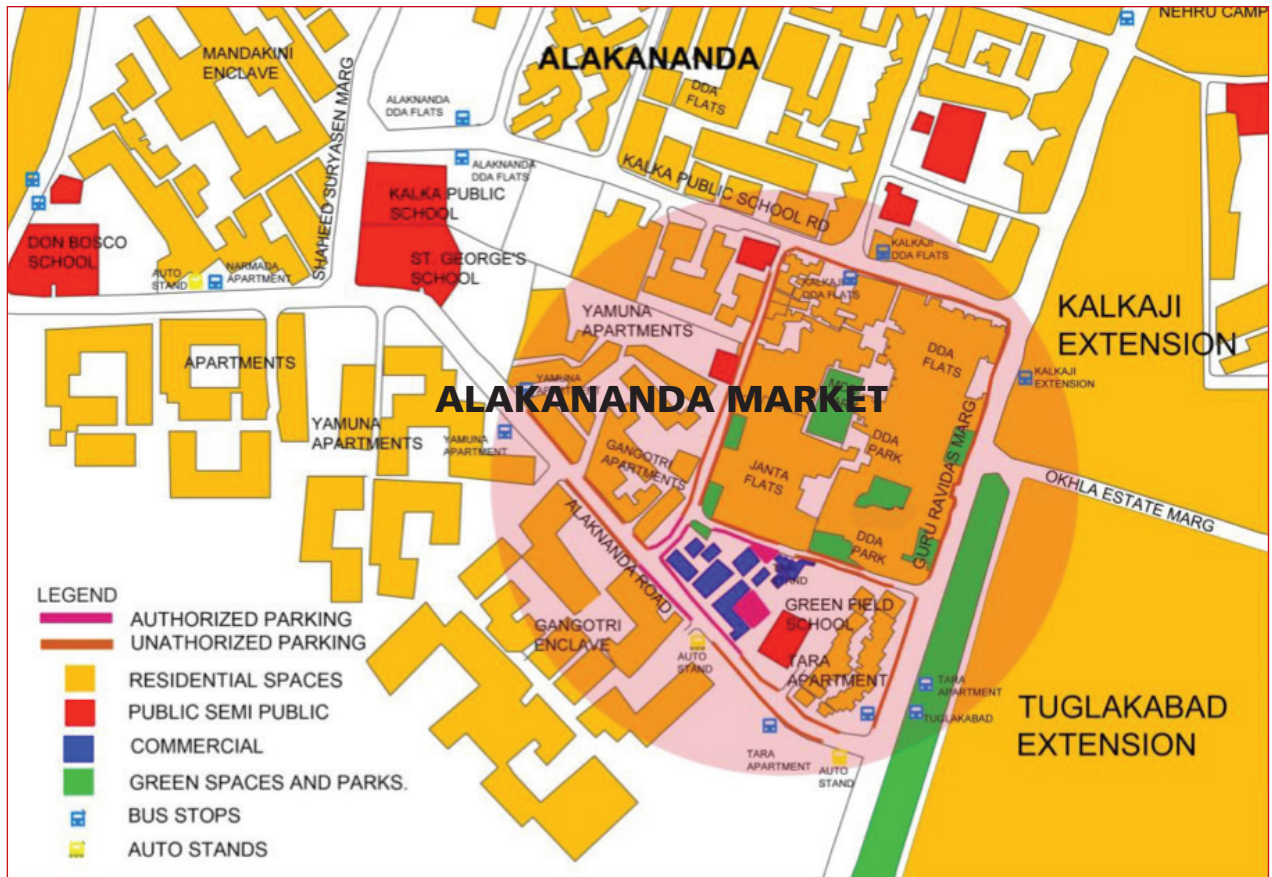 NEHRU CAMP
MANDAKINI
ENCLAVE
ALAKANANDA
DDA
FLATS
ALAKNANDA
DDA FLATS
SHAHEED SURYASEN MARG
ALAKNANDA
DDA FLATS
KALKA PUBLIC SCHOOL RD
KALKA PUBLIC
SCHOOL
DON BOSCO
SCHOOL
ST. GEORGE'S
SCHOOL
AUTO
STAND
NARMADA
APARTMENT
KALKAJI
DDA FLATS
KALKAJI
DDA FLATS
YAMUNA
APARTMENTS
KALKAJI
EXTENSION
DDA
FLATS
APARTMENTS
YAMUNA
APARTMENT
KALKAJI
EXTENSION
ALAKANANDA MARKET
YAMUNA
APARTMENTS
YAMUNA
APARTMENT
GANGOTRI
APARTMENTS
JANTA
FLATS
DDA
PARK
GURU RAVIDAS MARG
OKHLA ESTATE MARG
ALAKNANDA ROAD
DDA
PARK
STAND
GREEN FIELD
SCHOOL
GANGOTRI
ENCLAVE
AUTO
STAND
TARA
APARTMENT
TARA
APARTMENT
TUGLAKABAD
TUGLAKABAD
EXTENSION
TARA
APARTMENT
AUTO
STAND
LEGEND
AUTHORIZED PARKING
UNATHORIZED PARKING
RESIDENTIAL SPACES
PUBLIC SEMI PUBLIC
COMMERCIAL
GREEN SPACES AND PARKS.
BUS STOPS
AUTO STANDS